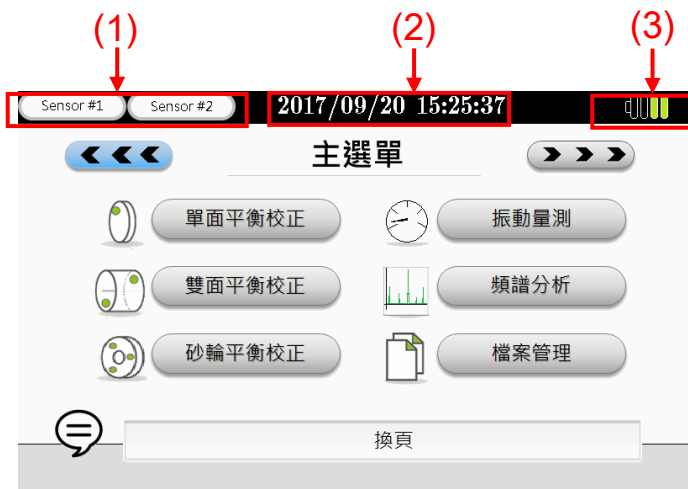 (1) (2) (3)
Sensor #1 Sensor #2 2017/09/20 15:25:37
主選單
單面平衡校正 振動量測
雙面平衡校正 頻譜分析
砂輪平衡校正 檔案管理
換頁